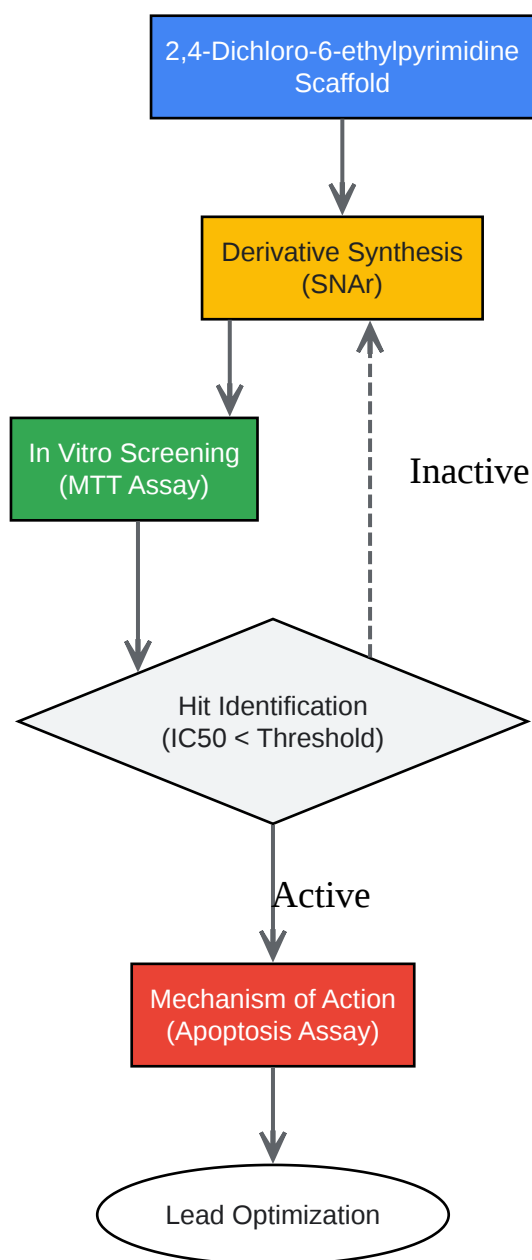 2,4-Dichloro-6-ethylpyrimidine
Scaffold
Derivative Synthesis
(SNAr)
In Vitro Screening
(MTT Assay)
Inactive
Hit Identification
(IC50 < Threshold)
Active
Mechanism of Action
(Apoptosis Assay)
Lead Optimization